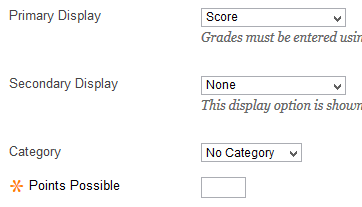 Primary Display Score
Grades must be entered usin
Secondary Display None
This display option is shown
Category No Category
Points Possible